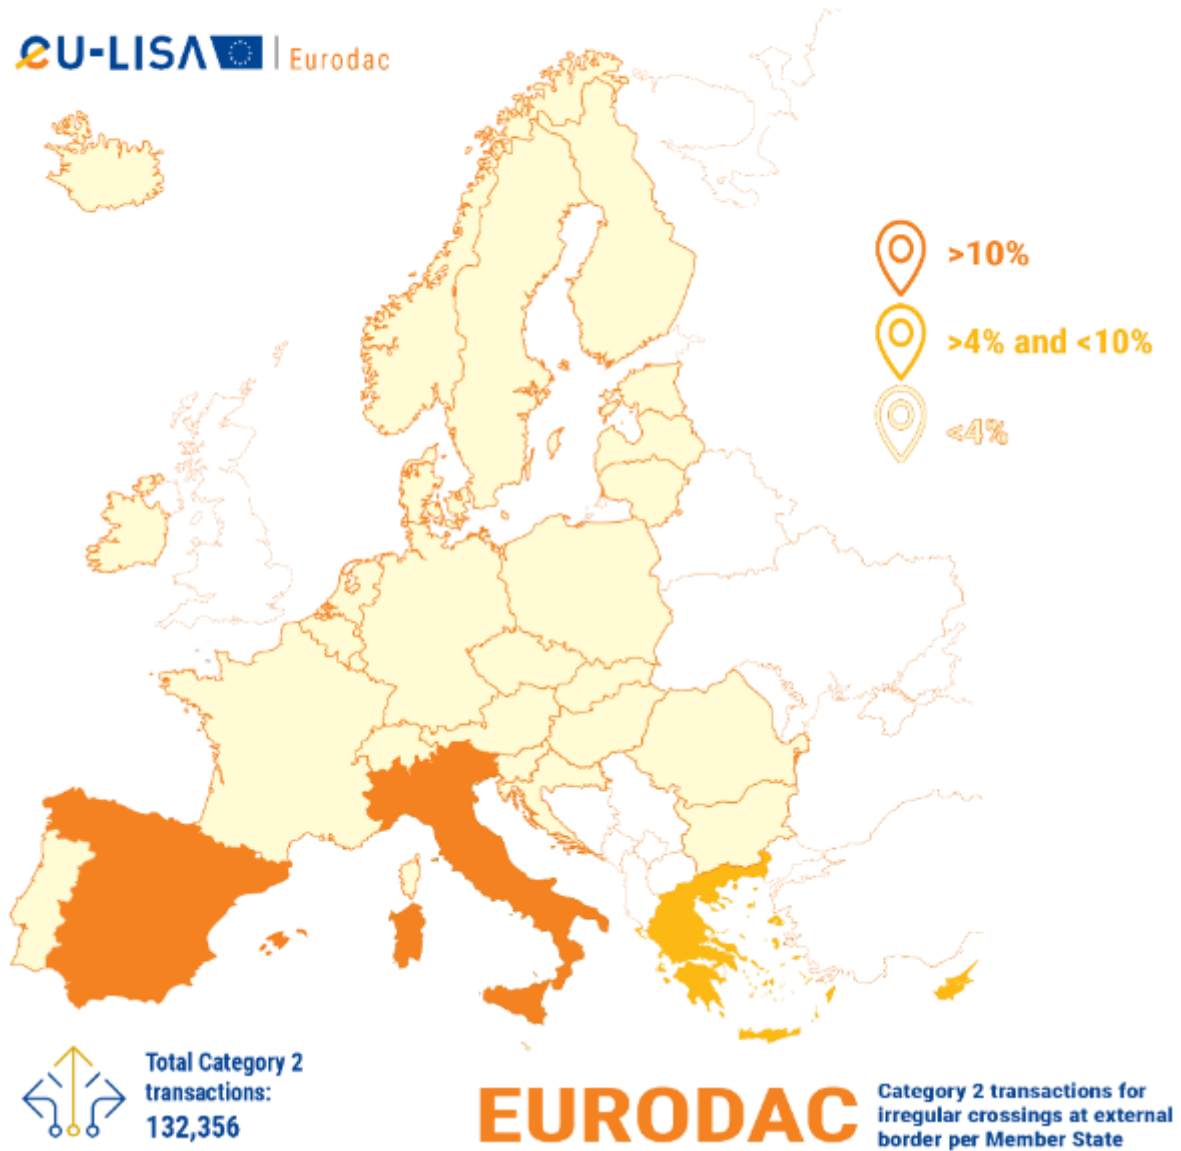 eu-LISA | Eurodac
>10%
>4% and <10%
<4%
Total Category 2
transactions:
132,356
EURODAC
Category 2 transactions for
irregular crossings at external
border per Member State